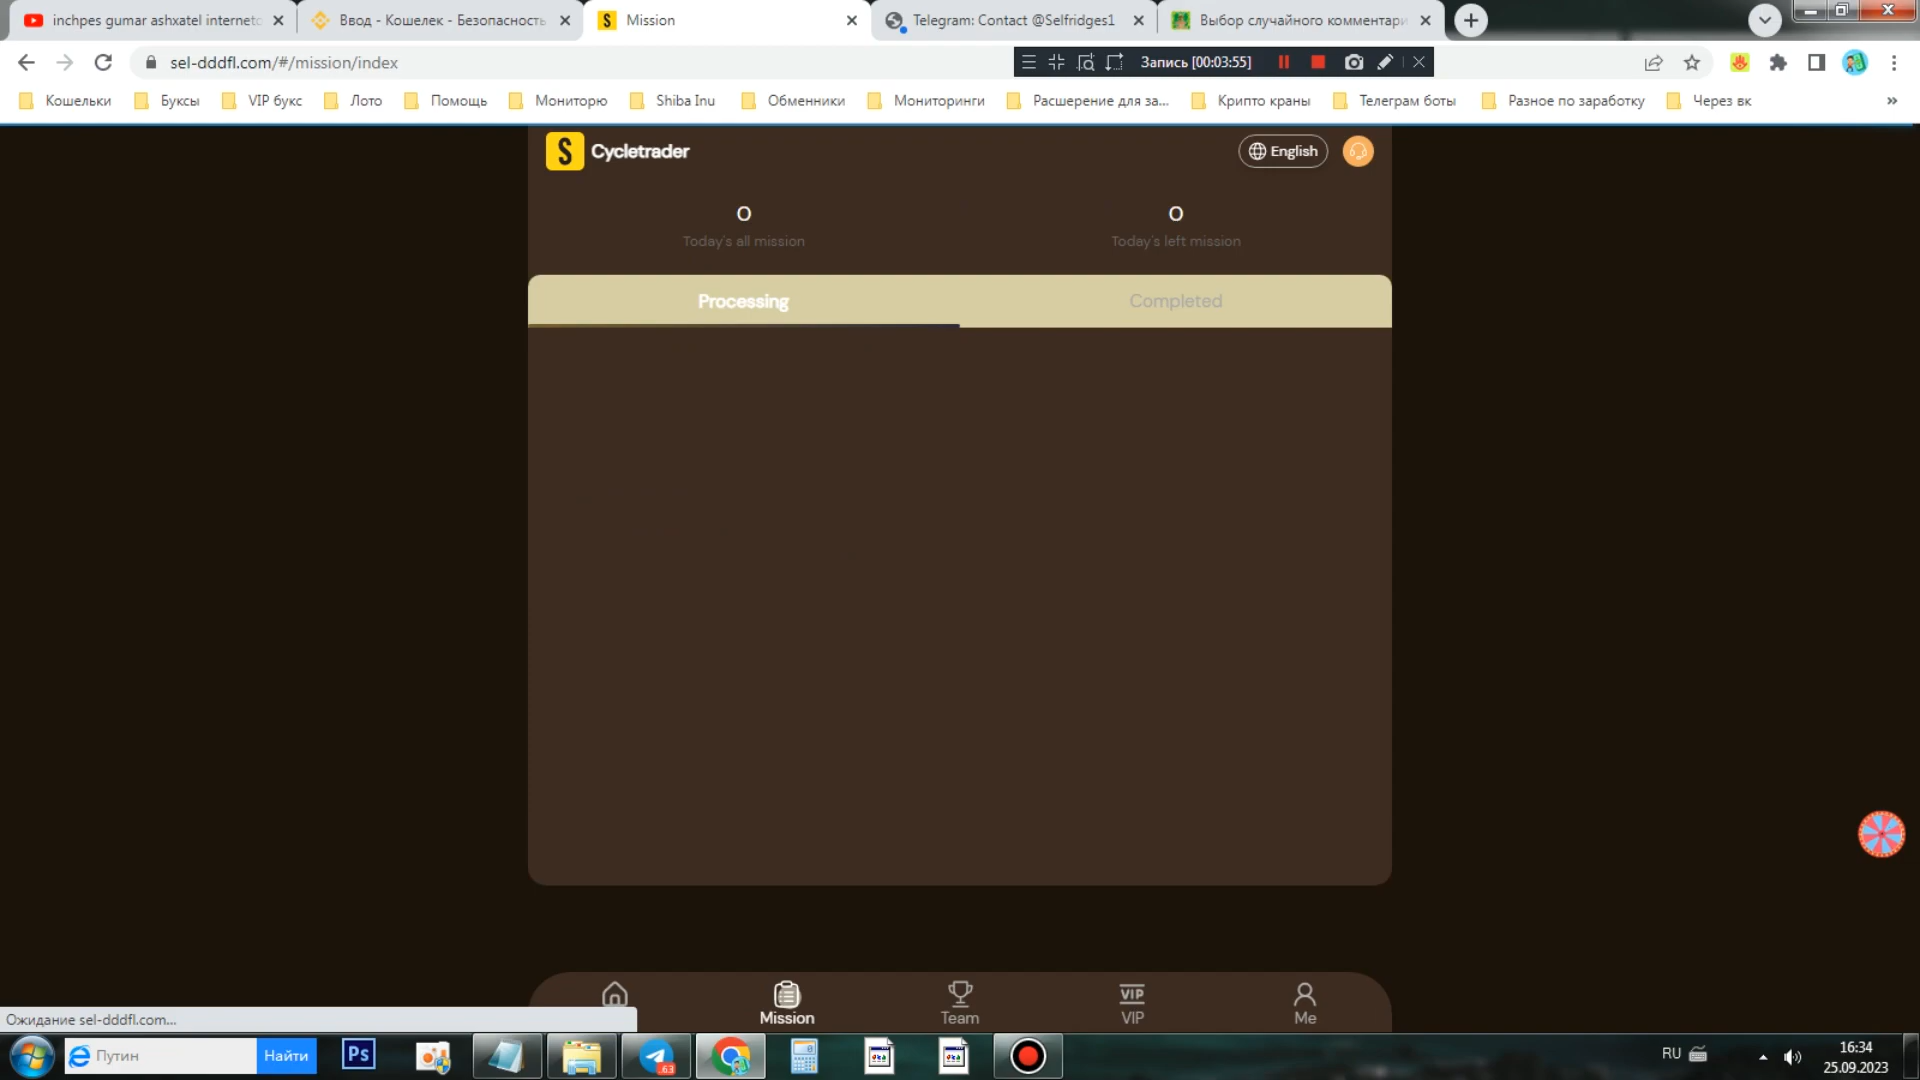 inchpes gumar ashxatel interneto
Ввод - Кошелек - Безопасность
Mission
Telegram: Contact @Selfridges1
Выбор случайного комментари
sel-dddfl.com/#/mission/index
Запись [00:03:55]
Кошельки
Буксы
VIP букс
Лото
Помощь
Мониторю
Shiba Inu
Обменники
Мониторинги
Расшерение для за...
Крипто краны
Телеграм боты
Разное по заработку
Через вк
»
S Cycletrader
English
0
0
Today's all mission
Today's left mission
Processing
Completed
VIP
Mission
Team
VIP
Me
Ожидание sel-dddfl.com...
Путин
Найти
Ps
63
RU
16:34
25.09.2023